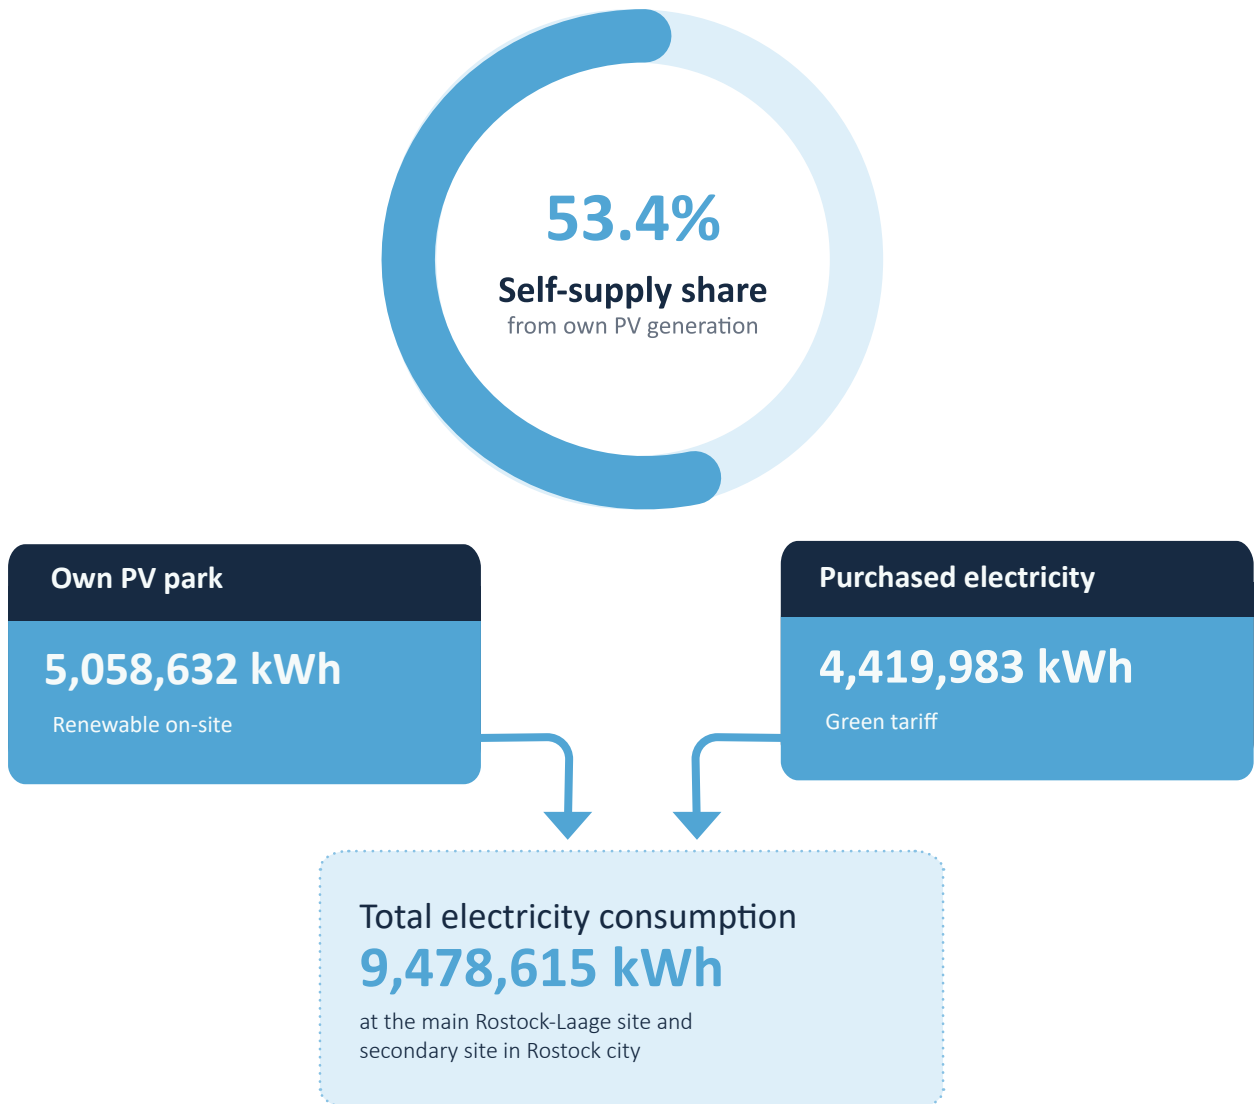 53.4%
Self-supply share
from own PV generation
Own PV park
5,058,632 kWh
Renewable on-site
Purchased electricity
4,419,983 kWh
Green tariff
Total electricity consumption
9,478,615 kWh
at the main Rostock-Laage site and
secondary site in Rostock city